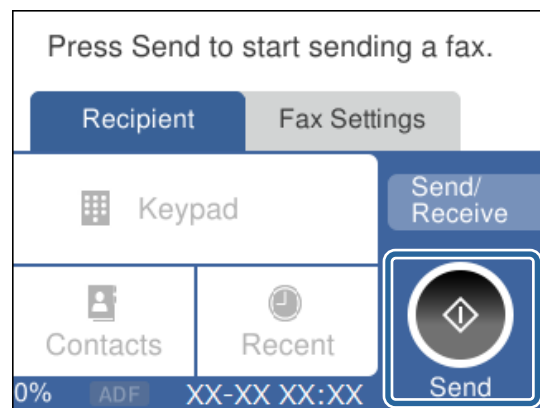 Press Send to start sending a fax.
Recipient
Fax Settings
Keypad
Send/
Receive
Contacts
Recent
0%
ADF
XX-XX XX:XX
Send